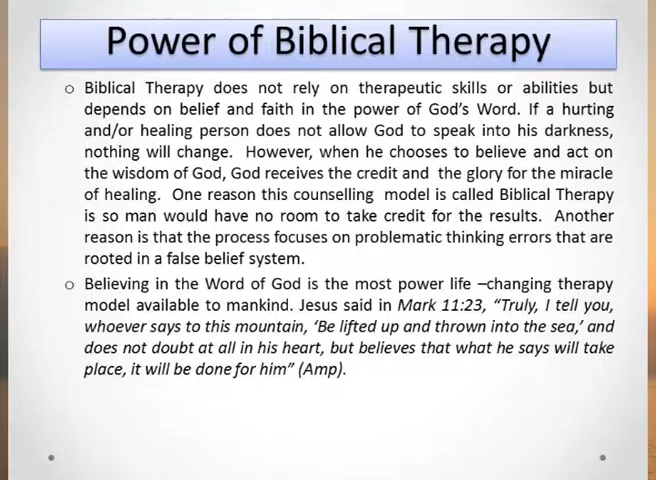 Power of Biblical Therapy
o Biblical Therapy does not rely on therapeutic skills or abilities but
depends on belief and faith in the power of God's Word. If a hurting
and/or healing person does not allow God to speak into his darkness,
nothing will change. However, when he chooses to believe and act on
the wisdom of God, God receives the credit and the glory for the miracle
of healing. One reason this counselling model is called Biblical Therapy
is so man would have no room to take credit for the results. Another
reason is that the process focuses on problematic thinking errors that are
rooted in a false belief system.
o Believing in the Word of God is the most power life –changing therapy
model available to mankind. Jesus said in Mark 11:23, "Truly, I tell you,
whoever says to this mountain, 'Be lifted up and thrown into the sea,' and
does not doubt at all in his heart, but believes that what he says will take
place, it will be done for him" (Amp).